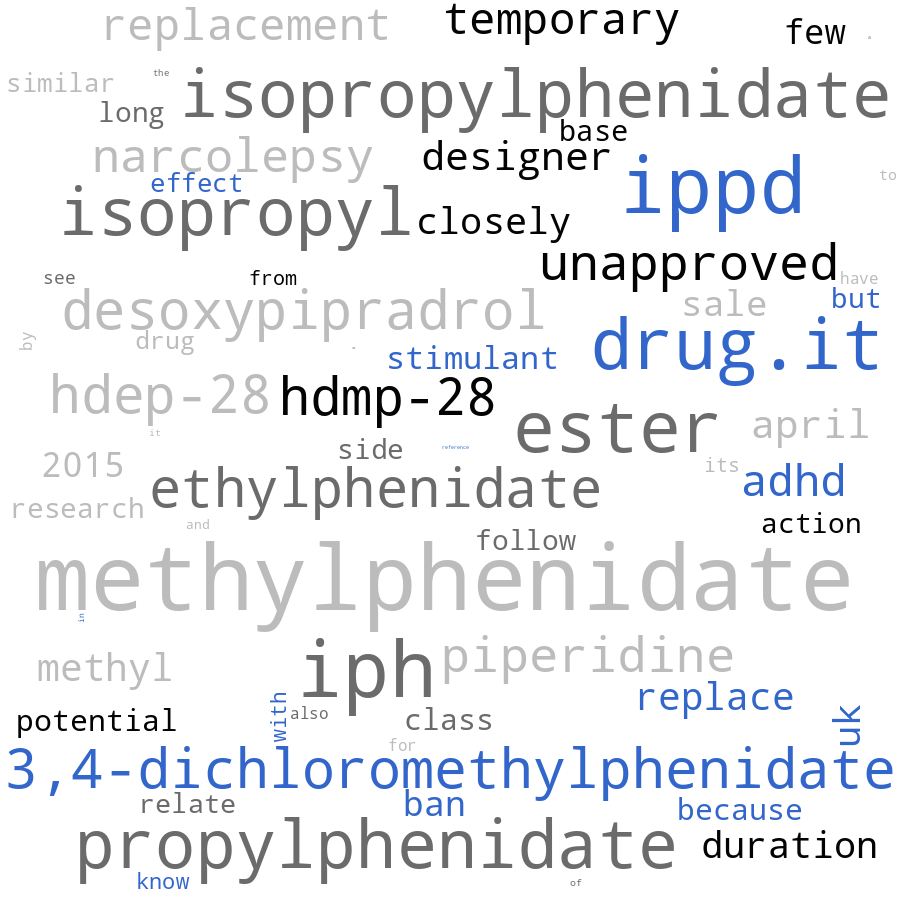 replacement temporary few .
similar the isopropylphenidate
long base
narcolepsy designer ippd to
effect
isopropyl closely
unapproved
see from have
desoxypipradrol sale but
by drug . stimulant drug.it
hdep-28 hdmp-28
ester april
it side reference
2015 its adhd
research ethylphenidate
and action
follow
methylphenidate
in
iph piperidine
methyl replace
potential with also class uk
for
3,4-dichloromethylphenidate
relate ban because
propylphenidate duration
know of